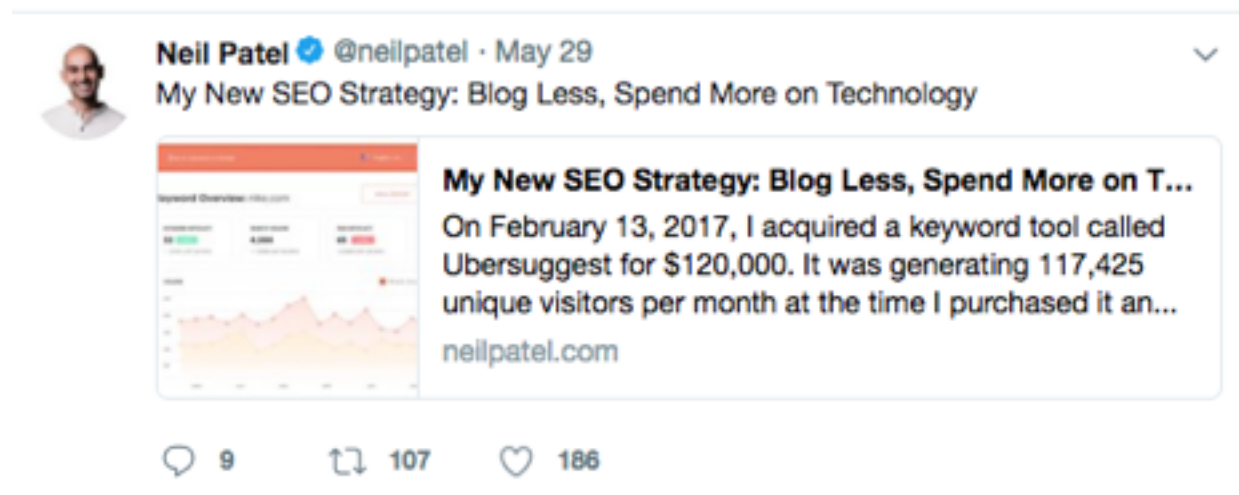 Neil Patel @neilpatel · May 29
My New SEO Strategy: Blog Less, Spend More on Technology
Keyword Overview: nike.com
My New SEO Strategy: Blog Less, Spend More on T...
On February 13, 2017, I acquired a keyword tool called
Ubersuggest for $120,000. It was generating 117,425
unique visitors per month at the time I purchased it an...
neilpatel.com
9 107 186